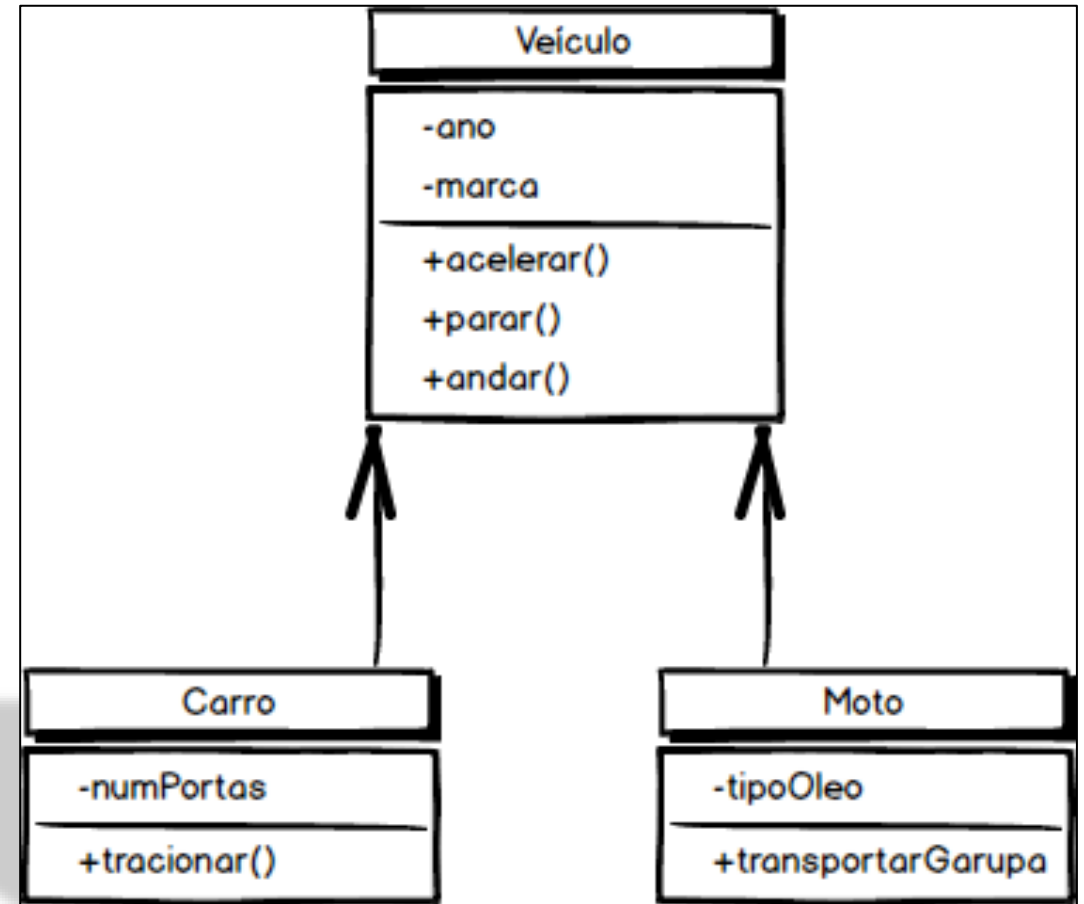 Veículo
-ano
-marca
+acelerar()
+parar()
+andar()
Carro
-numPortas
+tracionar()
Moto
-tipoOleo
+transportarGarupa